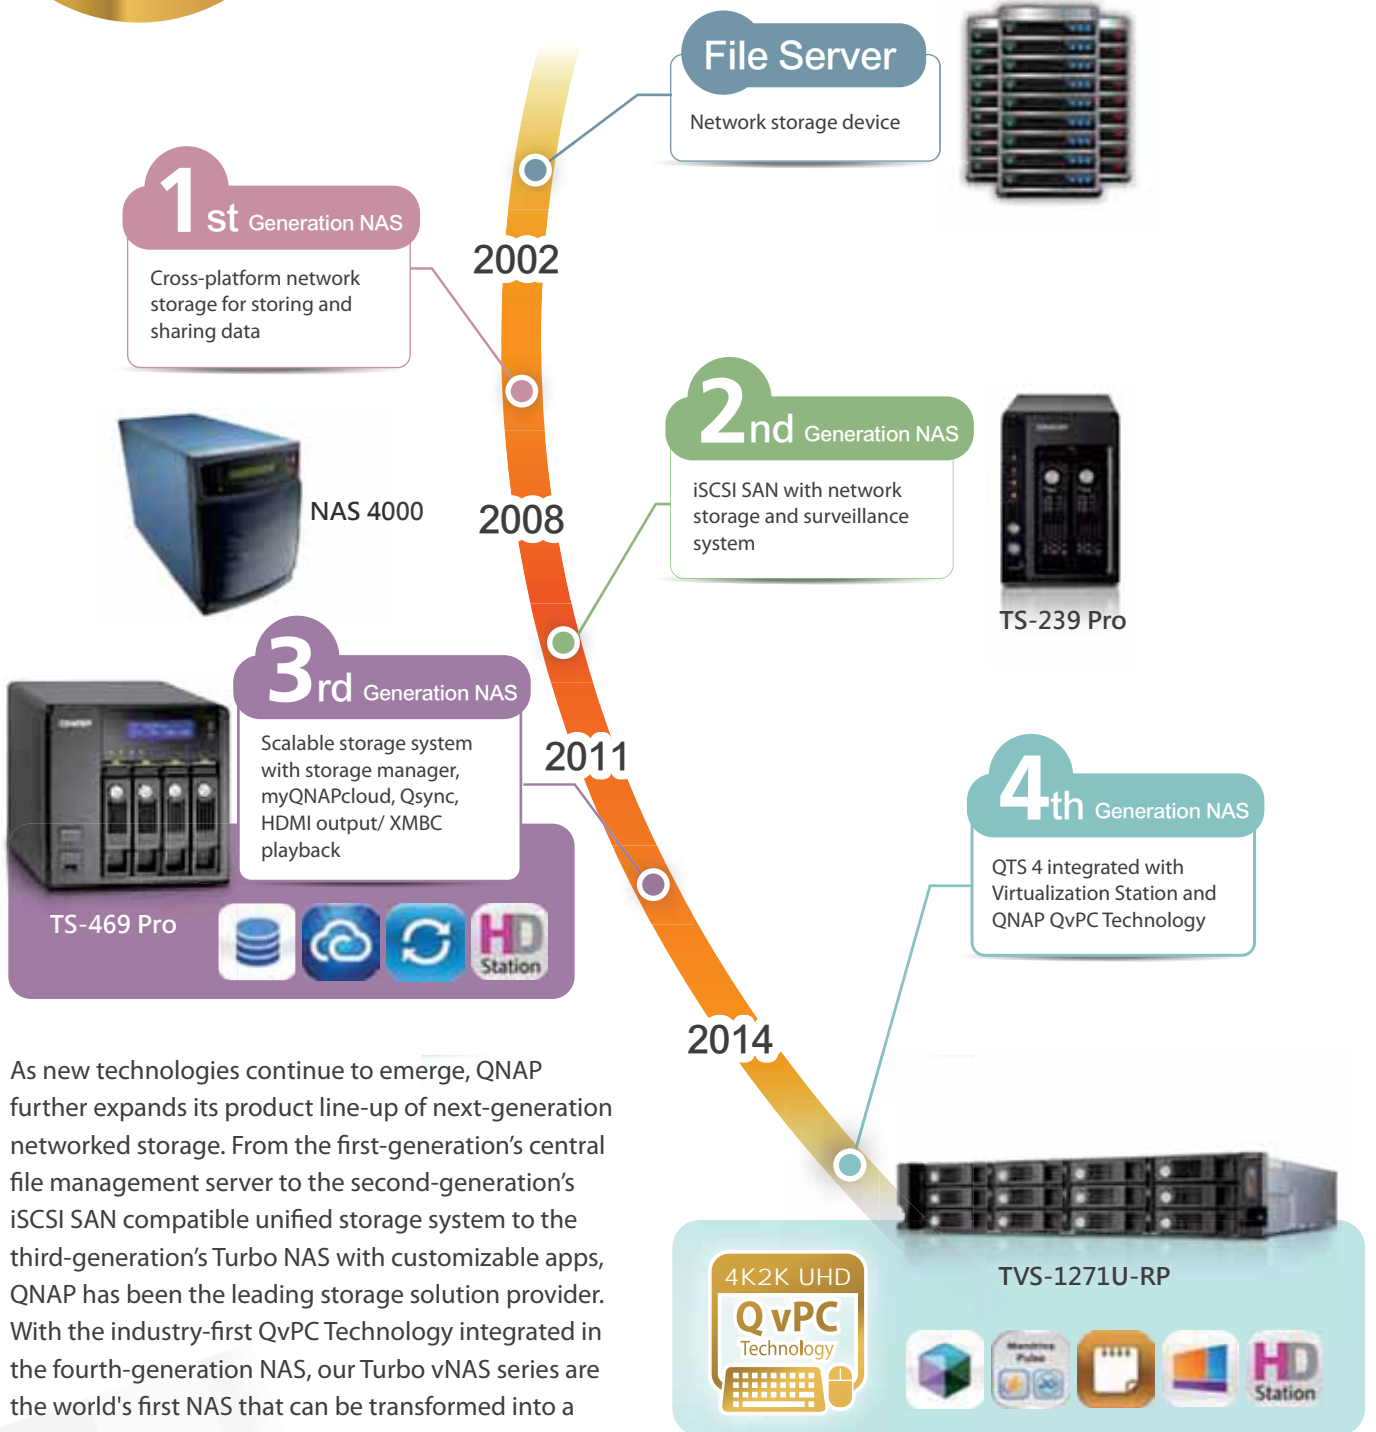 File Server
Network storage device
1st Generation NAS
Cross-platform network
storage for storing and
sharing data
2002
2nd Generation NAS
iSCSI SAN with network
storage and surveillance
system
NAS 4000
2008
TS-239 Pro
3rd Generation NAS
Scalable storage system
with storage manager,
myQNAPcloud, Qsync,
HDMI output/ XMBC
playback
2011
TS-469 Pro
HD
Station
4th Generation NAS
QTS 4 integrated with
Virtualization Station and
QNAP QvPC Technology
2014
As new technologies continue to emerge, QNAP
further expands its product line-up of next-generation
networked storage. From the first-generation's central
file management server to the second-generation's
iSCSI SAN compatible unified storage system to the
third-generation's Turbo NAS with customizable apps,
QNAP has been the leading storage solution provider.
With the industry-first QvPC Technology integrated in
the fourth-generation NAS, our Turbo vNAS series are
the world's first NAS that can be transformed into a
TVS-1271U-RP
4K2K UHD
QvPC
Technology
HD
Station